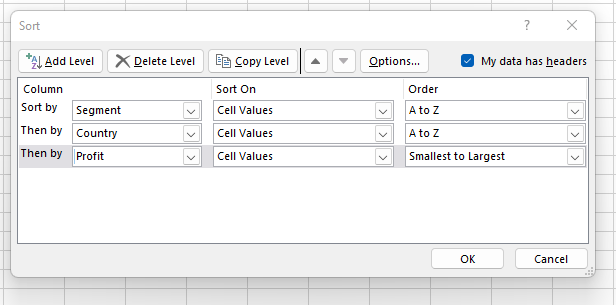 Sort ? ×
Add Level Delete Level Copy Level Options... My data has headers
Column Sort On Order
Sort by Segment Cell Values A to Z
Then by Country Cell Values A to Z
Then by Profit Cell Values Smallest to Largest
OK Cancel